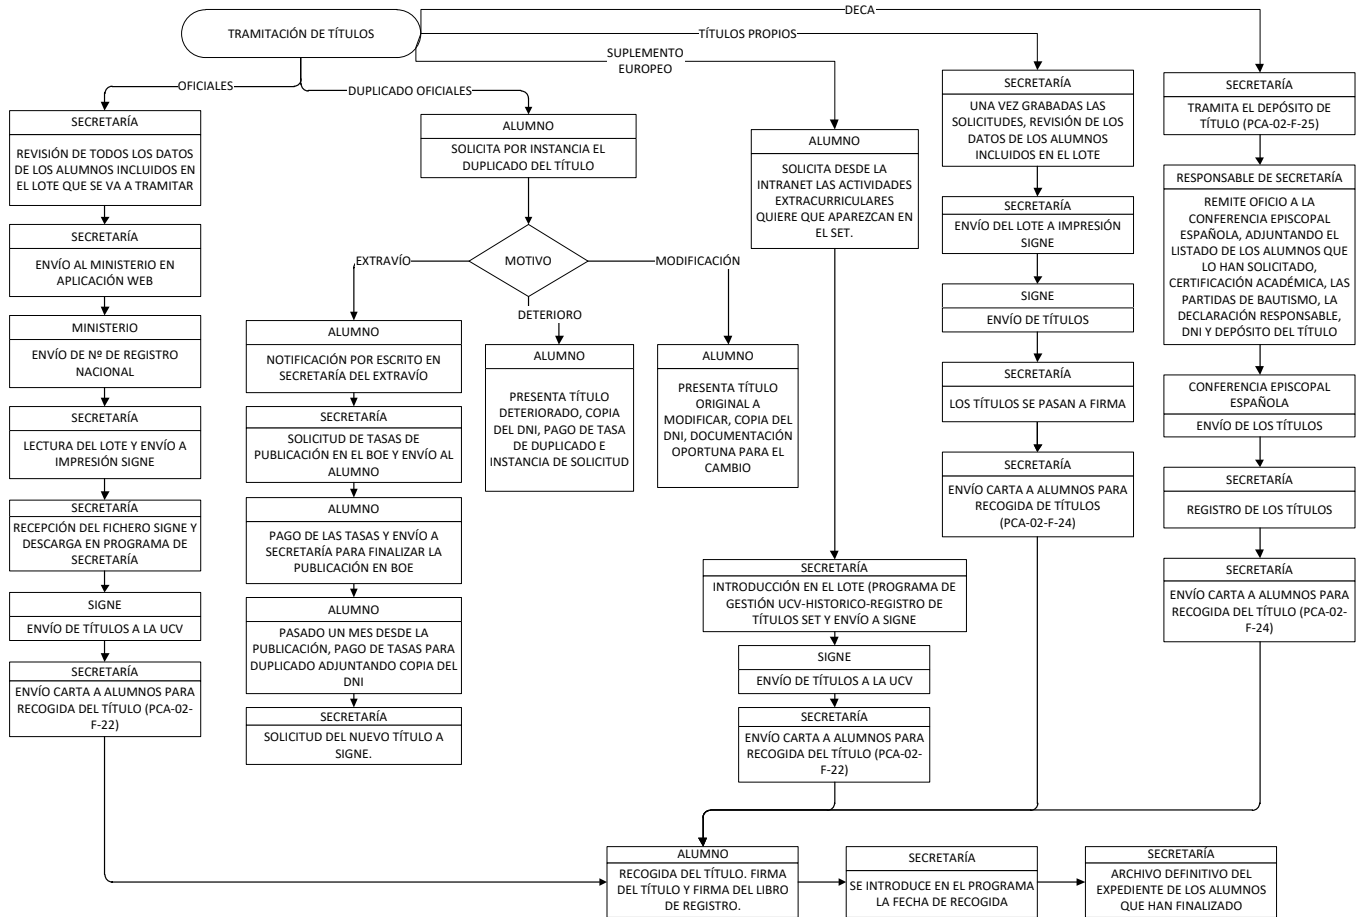 TRAMITACIÓN DE TÍTULOS
DECA
TÍTULOS PROPIOS
SUPLEMENTO
EUROPEO
OFICIALES
DUPLICADO OFICIALES
SECRETARÍA
REVISIÓN DE TODOS LOS DATOS
DE LOS ALUMNOS INCLUIDOS EN
EL LOTE QUE SE VA A TRAMITAR
SECRETARÍA
ENVÍO AL MINISTERIO EN
APLICACIÓN WEB
MINISTERIO
ENVÍO DE Nº DE REGISTRO
NACIONAL
SECRETARÍA
LECTURA DEL LOTE Y ENVÍO A
IMPRESIÓN SIGNE
SECRETARÍA
RECEPCIÓN DEL FICHERO SIGNE Y
DESCARGA EN PROGRAMA DE
SECRETARÍA
SIGNE
ENVÍO DE TÍTULOS A LA UCV
SECRETARÍA
ENVÍO CARTA A ALUMNOS PARA
RECOGIDA DEL TÍTULO (PCA-02-
F-22)
ALUMNO
SOLICITA POR INSTANCIA EL
DUPLICADO DEL TÍTULO
MOTIVO
EXTRAVÍO
MODIFICACIÓN
DETERIORO
ALUMNO
NOTIFICACIÓN POR ESCRITO EN
SECRETARÍA DEL EXTRAVÍO
SECRETARÍA
SOLICITUD DE TASAS DE
PUBLICACIÓN EN EL BOE Y ENVÍO AL
ALUMNO
ALUMNO
PAGO DE LAS TASAS Y ENVÍO A
SECRETARÍA PARA FINALIZAR LA
PUBLICACIÓN EN BOE
ALUMNO
PASADO UN MES DESDE LA
PUBLICACIÓN, PAGO DE TASAS PARA
DUPLICADO ADJUNTANDO COPIA DEL
DNI
SECRETARÍA
SOLICITUD DEL NUEVO TÍTULO A
SIGNE.
ALUMNO
PRESENTA TÍTULO
DETERIORADO, COPIA
DEL DNI, PAGO DE TASA
DE DUPLICADO E
INSTANCIA DE SOLICITUD
ALUMNO
PRESENTA TÍTULO
ORIGINAL A
MODIFICAR, COPIA DEL
DNI, DOCUMENTACIÓN
OPORTUNA PARA EL
CAMBIO
ALUMNO
SOLICITA DESDE LA
INTRANET LAS ACTIVIDADES
EXTRACURRICULARES
QUIERE QUE APAREZCAN EN
EL SET.
SECRETARÍA
INTRODUCCIÓN EN EL LOTE (PROGRAMA DE
GESTIÓN UCV-HISTORICO-REGISTRO DE
TÍTULOS SET Y ENVÍO A SIGNE
SIGNE
ENVÍO DE TÍTULOS A LA UCV
SECRETARÍA
ENVÍO CARTA A ALUMNOS PARA
RECOGIDA DEL TÍTULO (PCA-02-
F-22)
SECRETARÍA
UNA VEZ GRABADAS LAS
SOLICITUDES, REVISIÓN DE LOS
DATOS DE LOS ALUMNOS
INCLUIDOS EN EL LOTE
SECRETARÍA
ENVÍO DEL LOTE A IMPRESIÓN
SIGNE
SIGNE
ENVÍO DE TÍTULOS
SECRETARÍA
LOS TÍTULOS SE PASAN A FIRMA
SECRETARÍA
ENVÍO CARTA A ALUMNOS PARA
RECOGIDA DE TÍTULOS
(PCA-02-F-24)
SECRETARÍA
TRAMITA EL DEPÓSITO DE
TÍTULO (PCA-02-F-25)
RESPONSABLE DE SECRETARÍA
REMITE OFICIO A LA
CONFERENCIA EPISCOPAL
ESPAÑOLA, ADJUNTANDO EL
LISTADO DE LOS ALUMNOS QUE
LO HAN SOLICITADO,
CERTIFICACIÓN ACADÉMICA, LAS
PARTIDAS DE BAUTISMO, LA
DECLARACIÓN RESPONSABLE,
DNI Y DEPÓSITO DEL TÍTULO
CONFERENCIA EPISCOPAL
ESPAÑOLA
ENVÍO DE LOS TÍTULOS
SECRETARÍA
REGISTRO DE LOS TÍTULOS
SECRETARÍA
ENVÍO CARTA A ALUMNOS PARA
RECOGIDA DEL TÍTULO (PCA-02-
F-24)
ALUMNO
RECOGIDA DEL TÍTULO. FIRMA
DEL TÍTULO Y FIRMA DEL LIBRO
DE REGISTRO.
SECRETARÍA
SE INTRODUCE EN EL PROGRAMA
LA FECHA DE RECOGIDA
SECRETARÍA
ARCHIVO DEFINITIVO DEL
EXPEDIENTE DE LOS ALUMNOS
QUE HAN FINALIZADO